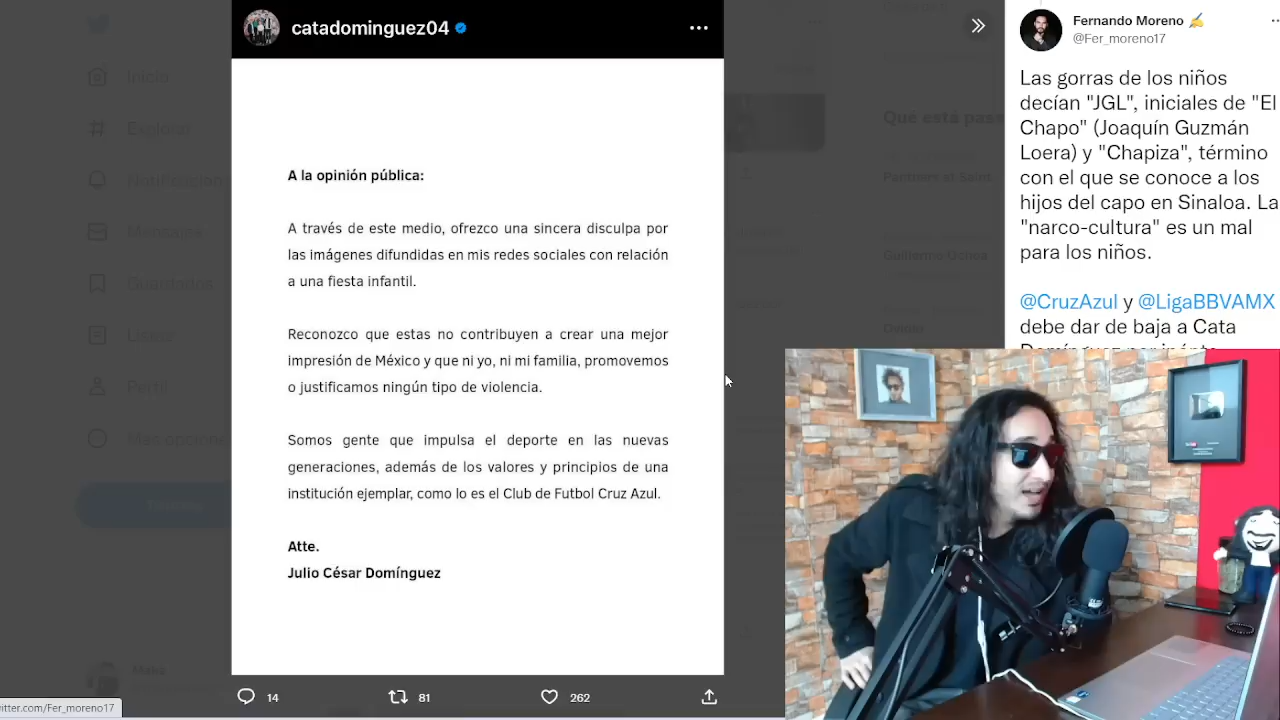 catadominguez04
A la opinión pública:
A través de este medio, ofrezco una sincera disculpa por
las imágenes difundidas en mis redes sociales con relación
a una fiesta infantil.
Reconozco que estas no contribuyen a crear una mejor
impresión de México y que ni yo, ni mi familia, promovemos
o justificamos ningún tipo de violencia.
Somos gente que impulsa el deporte en las nuevas
generaciones, además de los valores y principios de una
institución ejemplar, como lo es el Club de Futbol Cruz Azul.
Atte.
Julio César Domínguez
14
81
262
Fernando Moreno
@Fer_moreno17
Las gorras de los niños
decían "JGL", iniciales de "El
Chapo" (Joaquín Guzmán
Loera) y "Chapiza", término
con el que se conoce a los
hijos del capo en Sinaloa. La
"narco-cultura" es un mal
para los niños.
@CruzAzul y @LigaBBVAMX
debe dar de baja a Cata
Inicio
Explorar
Guardados
Listas
Perfil
Más opciones
Guillermo Ochoa
witter.com/Fer_moreno17